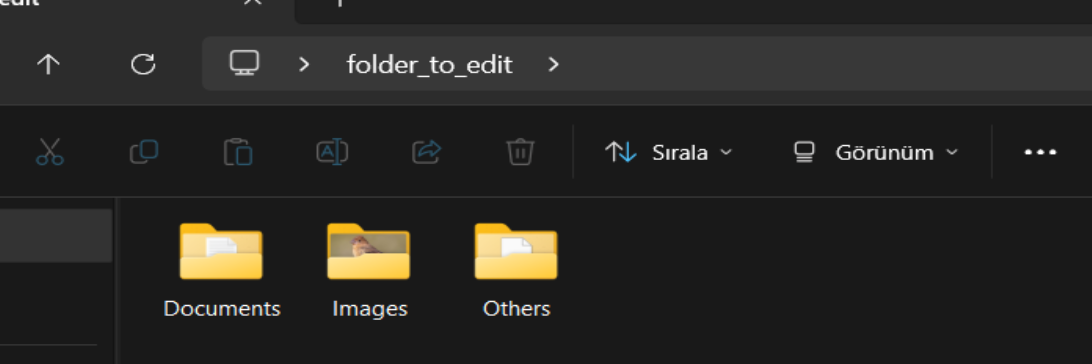 edit
folder_to_edit
Sırala
Görünüm
Documents
Images
Others